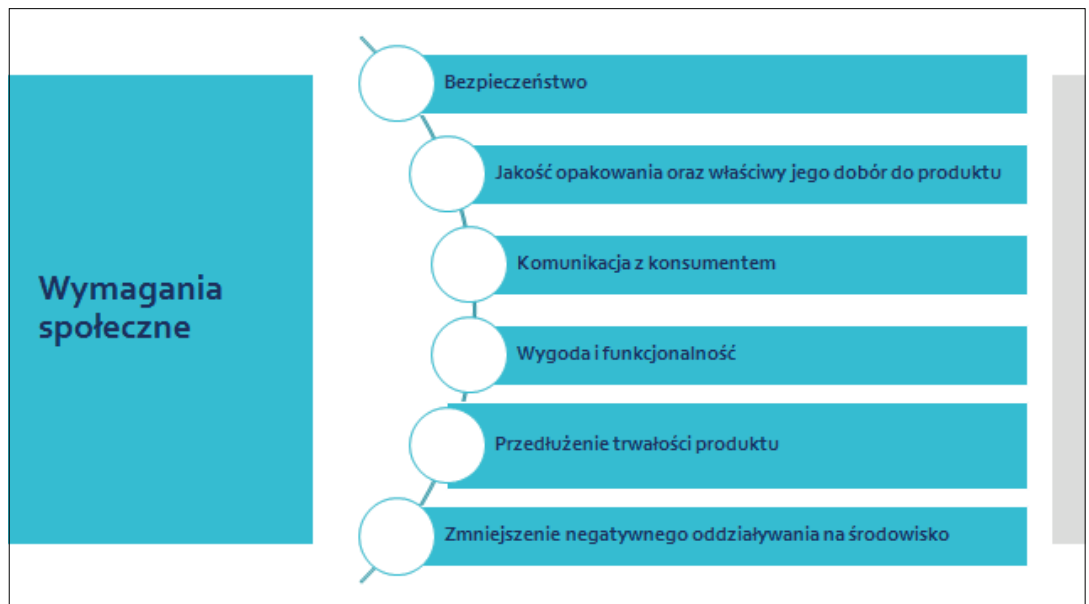 Wymagania
społeczne
Bezpieczeństwo
Jakość opakowania oraz właściwy jego dobór do produktu
Komunikacja z konsumentem
Wygoda i funkcjonalność
Przedłużenie trwałości produktu
Zmniejszenie negatywnego oddziaływania na środowisko